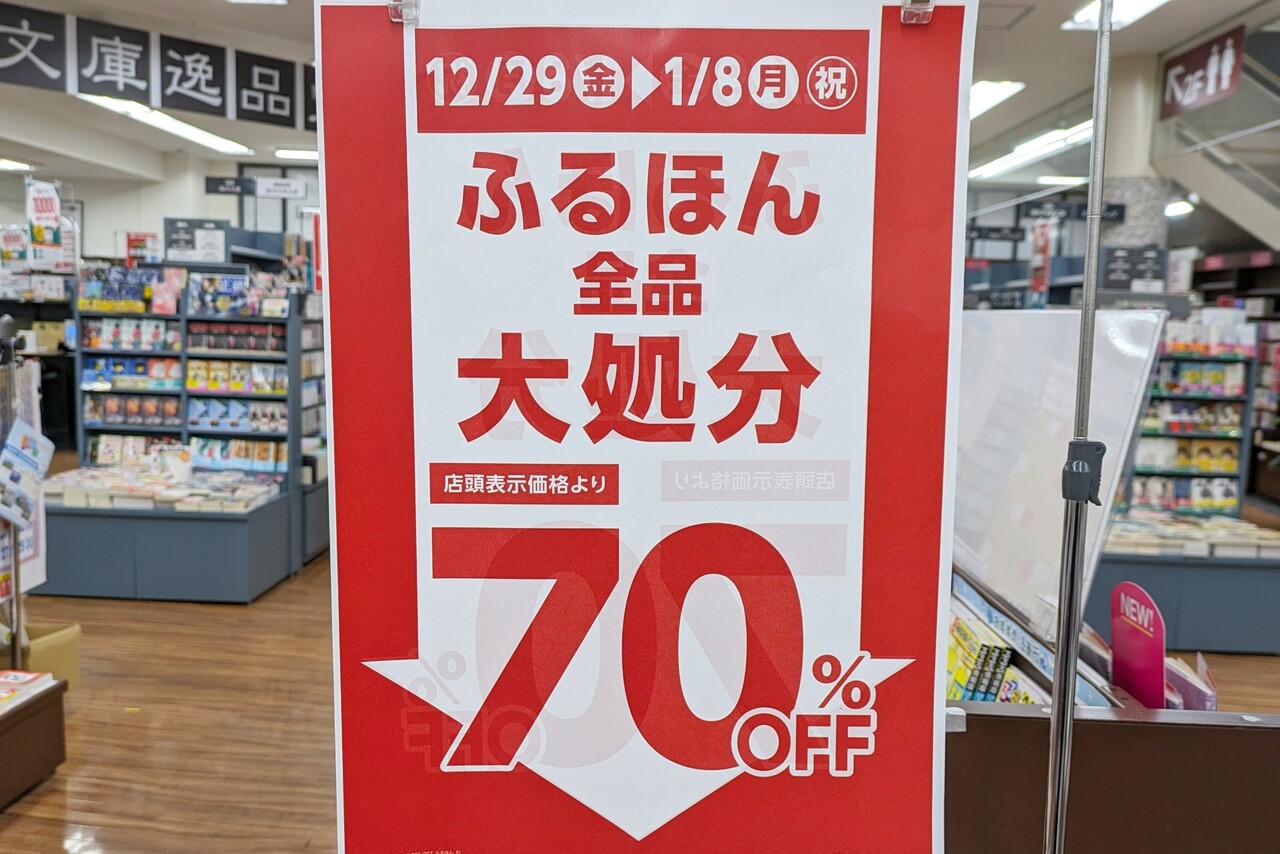 文庫逸品
12/29金▶1/8月祝
2F
ふるほん
全品
大処分
店頭表示価格より
70%
OFF
NEW!